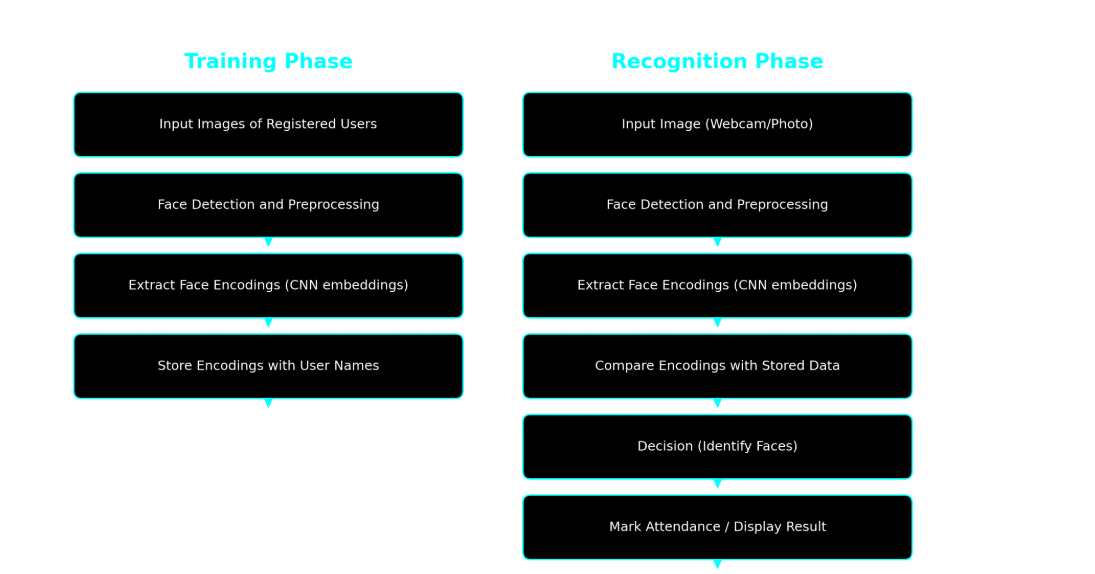 Training Phase
Input Images of Registered Users
Face Detection and Preprocessing
Extract Face Encodings (CNN embeddings)
Store Encodings with User Names
Recognition Phase
Input Image (Webcam/Photo)
Face Detection and Preprocessing
Extract Face Encodings (CNN embeddings)
Compare Encodings with Stored Data
Decision (Identify Faces)
Mark Attendance / Display Result